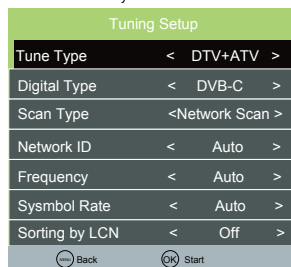 Tuning Setup
Tune Type < DTV+ATV >
Digital Type < DVB-C >
Scan Type <Network Scan >
Network ID < Auto >
Frequency < Auto >
Sysmbol Rate < Auto >
Sorting by LCN < Off >
MENU Back OK Start